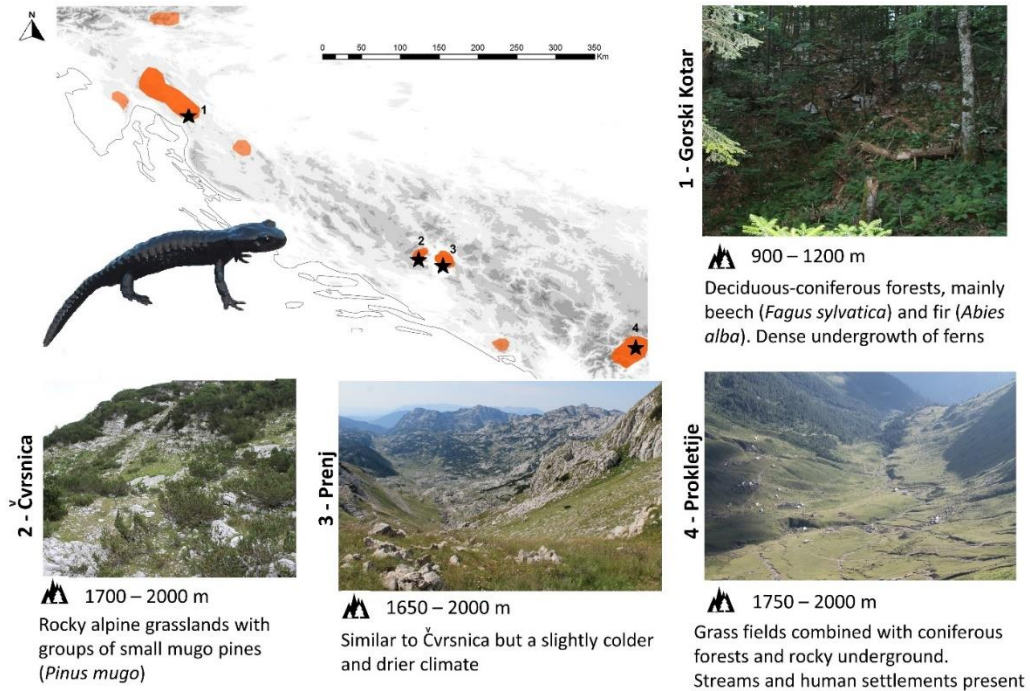 N
0 50 100 150 200 250 300 350
Km
1
2
3
4
1 - Gorski Kotar
900 – 1200 m
Deciduous-coniferous forests, mainly
beech (Fagus sylvatica) and fir (Abies
alba). Dense undergrowth of ferns
2 - Čvrsnica
1700 – 2000 m
Rocky alpine grasslands with
groups of small mugo pines
(Pinus mugo)
3 - Prenj
1650 – 2000 m
Similar to Čvrsnica but a slightly colder
and drier climate
4 - Prokletije
1750 – 2000 m
Grass fields combined with coniferous
forests and rocky underground.
Streams and human settlements present